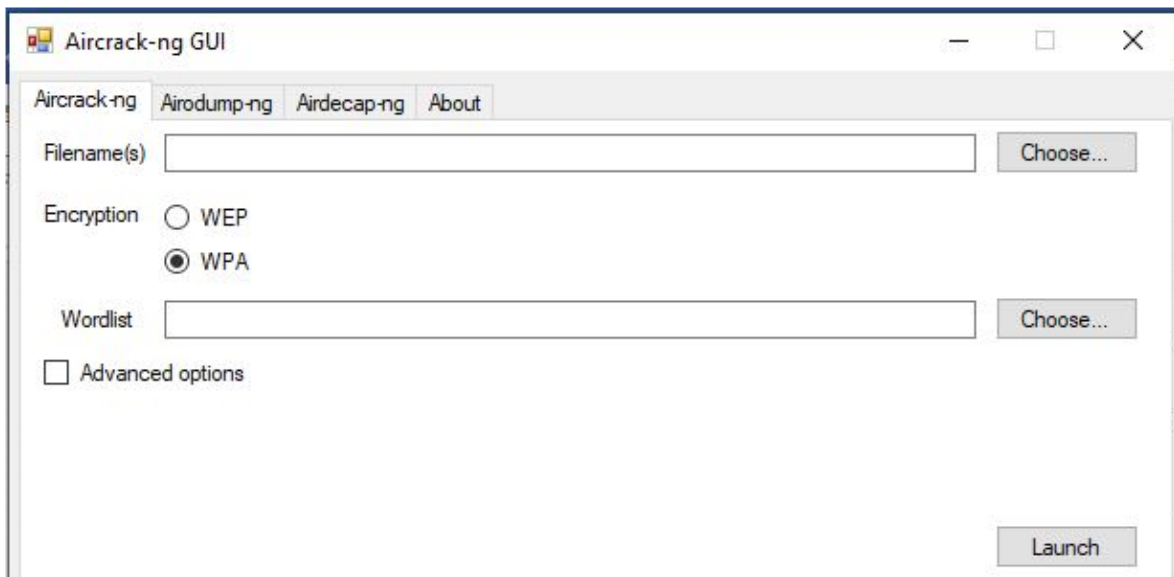 Aircrack-ng GUI
Aircrack-ng Airodump-ng Airdecap-ng About
Filename(s) Choose...
Encryption WEP
WPA
Wordlist Choose...
Advanced options
Launch